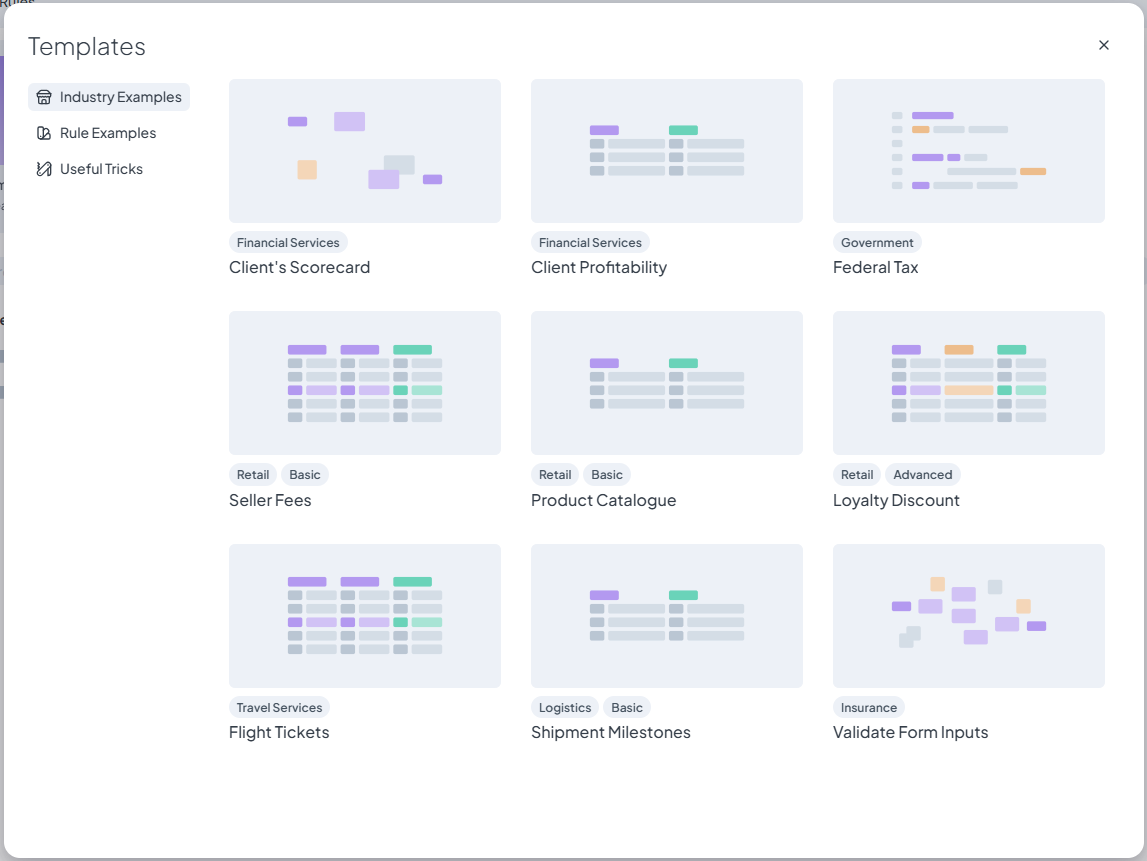 Rules
Templates
Industry Examples
Rule Examples
Useful Tricks
Financial Services
Client's Scorecard
Financial Services
Client Profitability
Government
Federal Tax
Retail Basic
Seller Fees
Retail Basic
Product Catalogue
Retail Advanced
Loyalty Discount
Travel Services
Flight Tickets
Logistics Basic
Shipment Milestones
Insurance
Validate Form Inputs